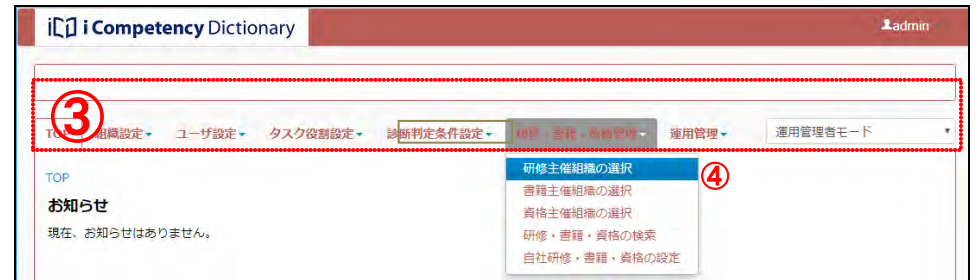 iCD i Competency Dictionary
admin
③
TOP 組織設定 ユーザ設定 タスク役割設定 診断判定条件設定 研修・書籍・資格管理 運用管理 運用管理者モード
研修主催組織の選択
④
書籍主催組織の選択
資格主催組織の選択
研修・書籍・資格の検索
自社研修・書籍・資格の設定
TOP
お知らせ
現在、お知らせはありません。